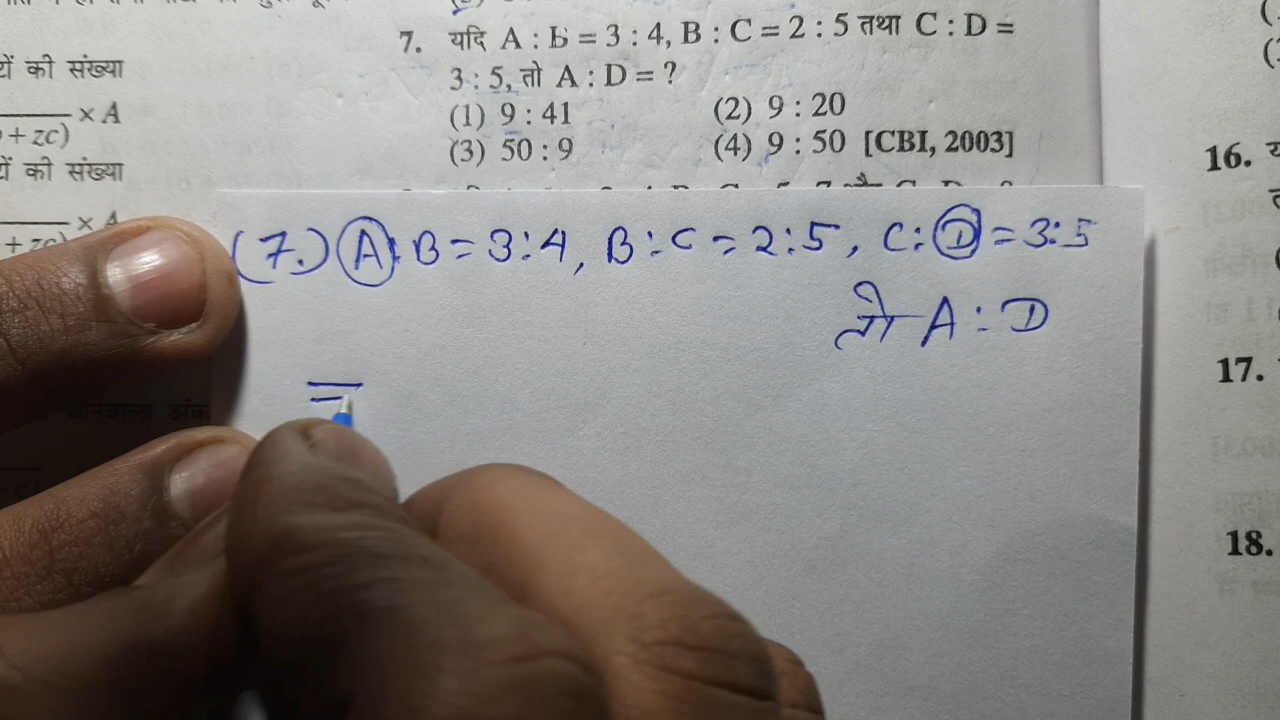 7. यदि A : B = 3 : 4, B : C = 2 : 5 तथा C : D =
3 : 5, तो A : D = ?
(1) 9 : 41 (2) 9 : 20
(3) 50 : 9 (4) 9 : 50 [CBI, 2003]
की संख्या
× A
+ zc)
की संख्या
× A
+ zc)
(7.) A : B = 3 : 4, B : C = 2 : 5, C : D = 3 : 5
तो A : D
=
16.
17.
18.